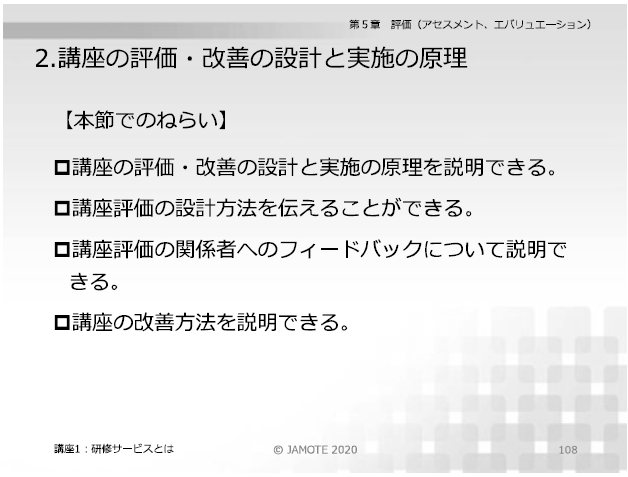 第５章　評価（アセスメント、エバリュエーション）
2.講座の評価・改善の設計と実施の原理
【本節でのねらい】
講座の評価・改善の設計と実施の原理を説明できる。
講座評価の設計方法を伝えることができる。
講座評価の関係者へのフィードバックについて説明で
きる。
講座の改善方法を説明できる。
講座1：研修サービスとは
© JAMOTE 2020
108